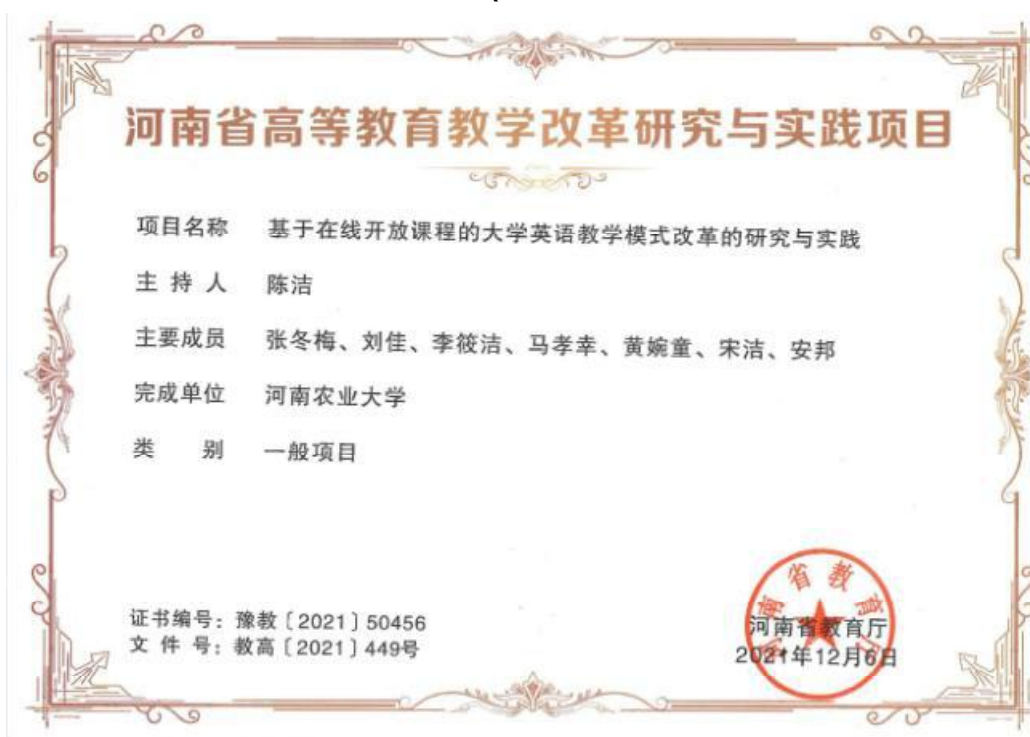 河南省高等教育教学改革研究与实践项目
项目名称 基于在线开放课程的大学英语教学模式改革的研究与实践
主持人 陈洁
主要成员 张冬梅、刘佳、李筱洁、马孝幸、黄婉童、宋洁、安邦
完成单位 河南农业大学
类别 一般项目
证书编号：豫教〔2021〕50456
文件号：教高〔2021〕449号
河南省教育厅
河南省教育厅
2021年12月6日